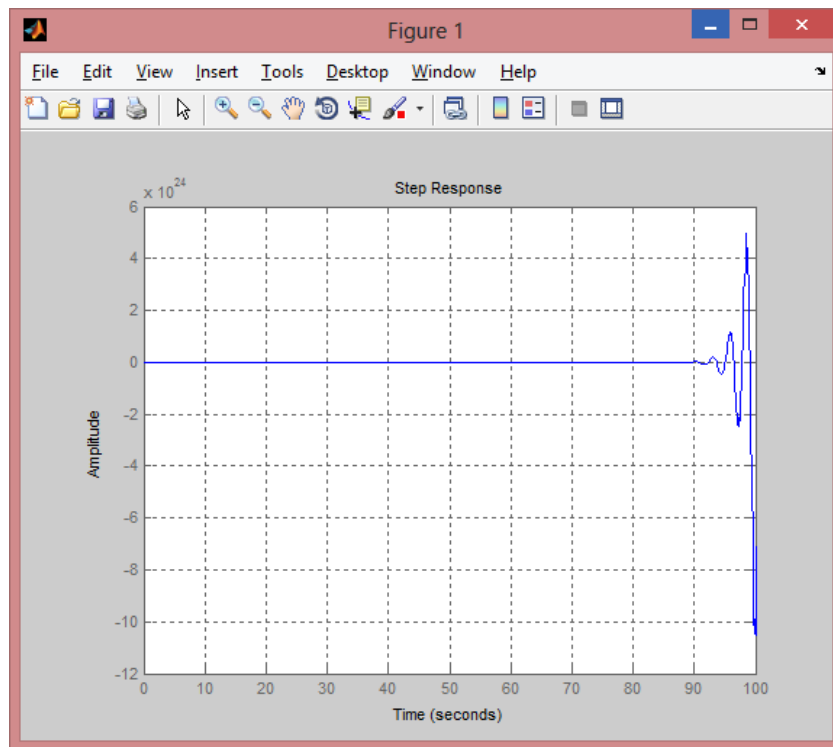 Figure 1
File Edit View Insert Tools Desktop Window Help
x 10^24
Step Response
6
4
2
0
-2
-4
-6
-8
-10
-12
Amplitude
0 10 20 30 40 50 60 70 80 90 100
Time (seconds)